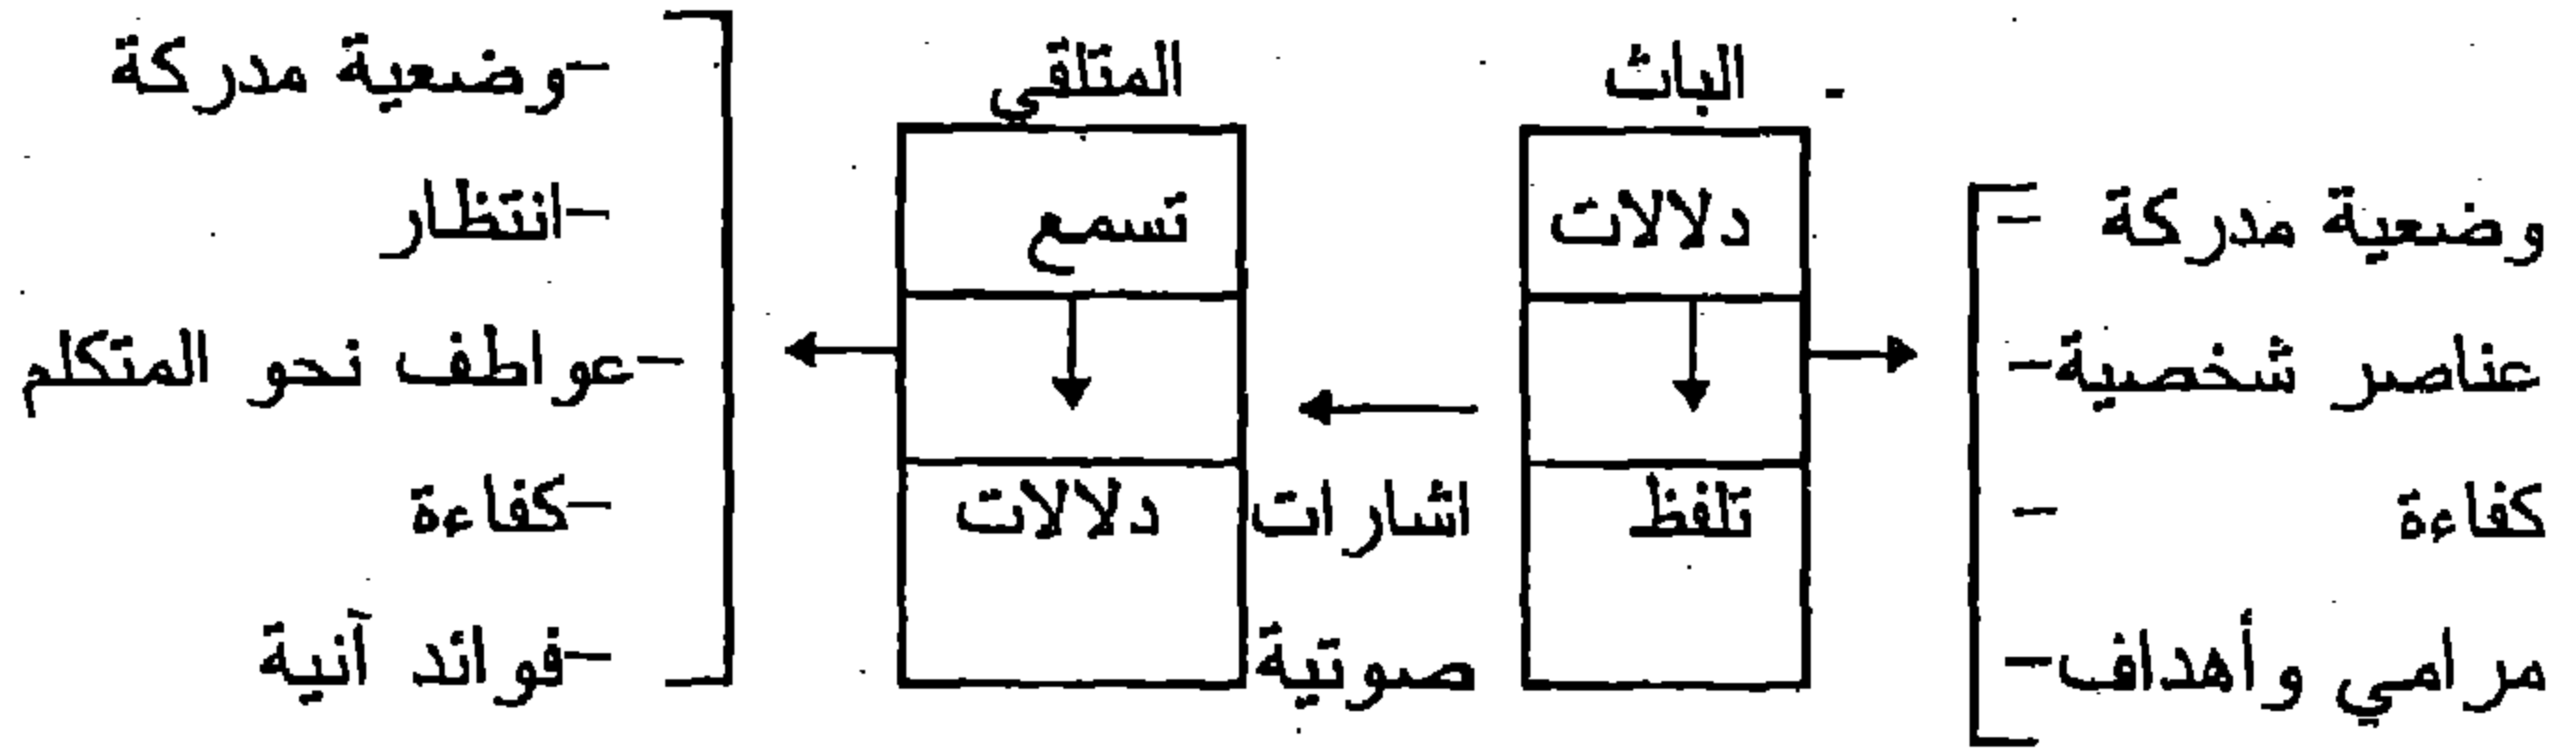 الباث -
دلالات
تلفظ
وضعية مدركة -
عناصر شخصية-
كفاءة -
مرامي وأهداف-
اشارات
صوتية
المتلقي
تسمع
دلالات
-وضعية مدركة
-انتظار
-عواطف نحو المتكلم
-كفاءة
-فوائد آنية